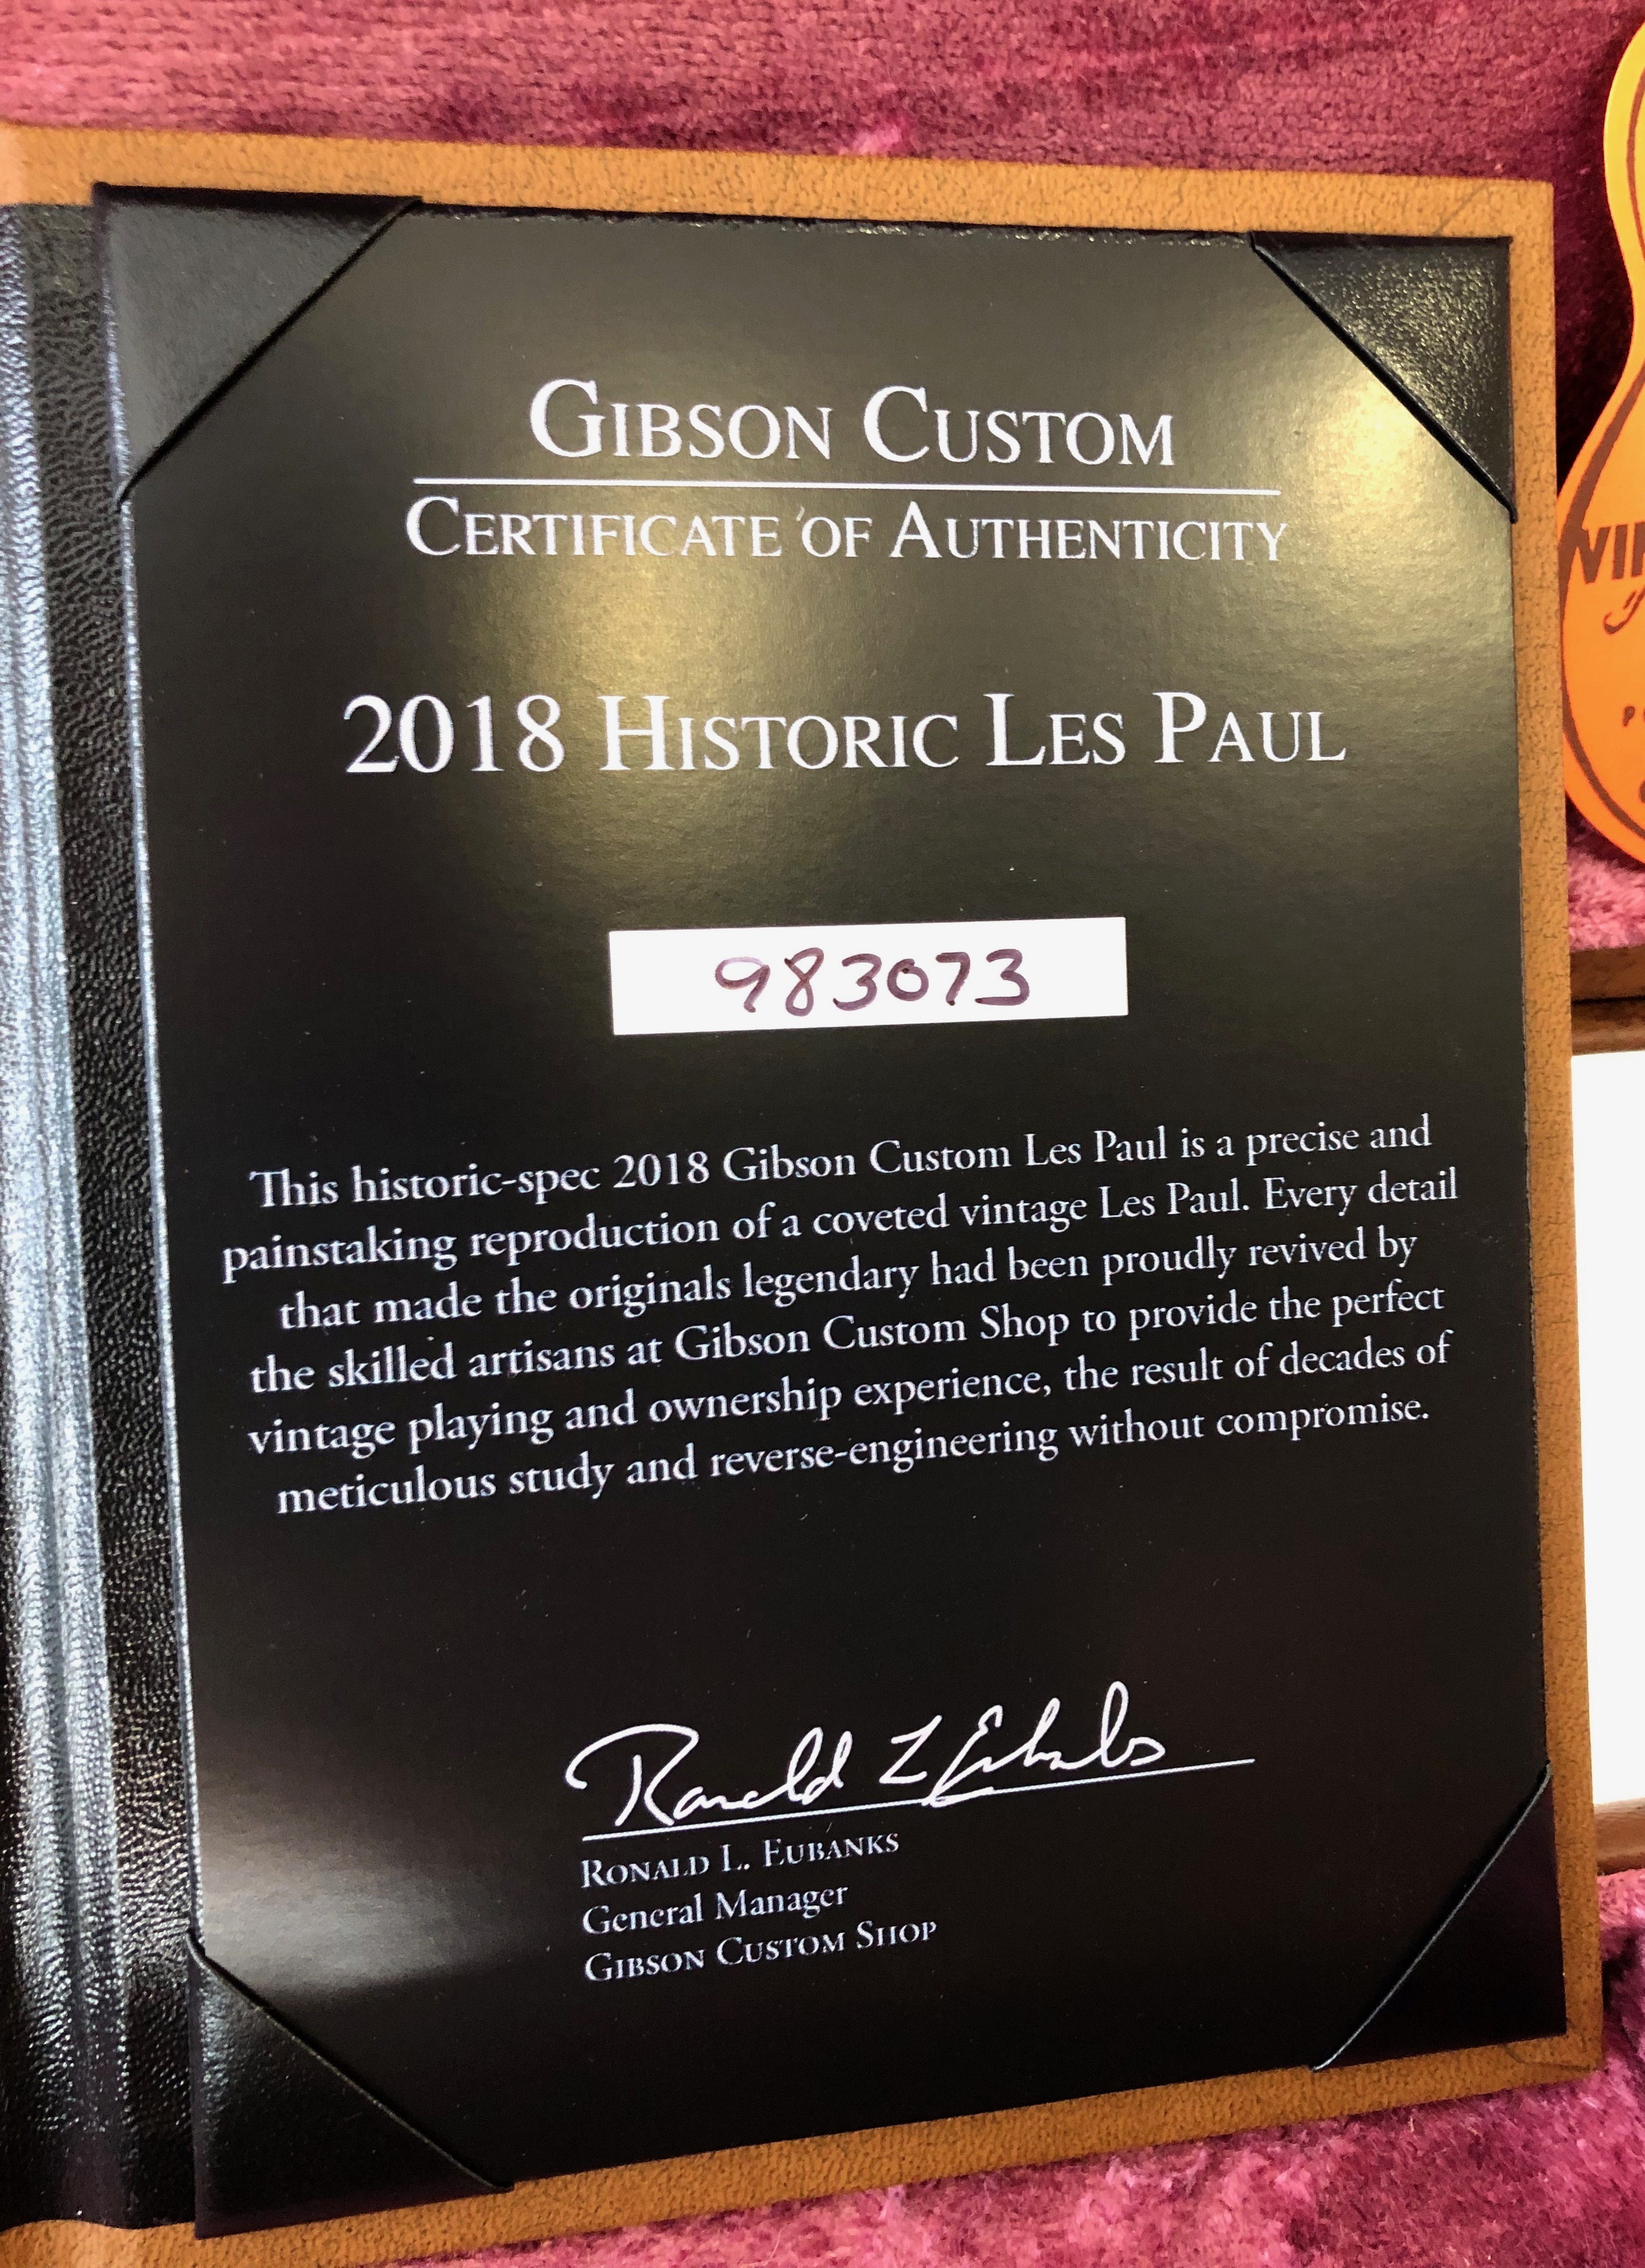 GIBSON CUSTOM
CERTIFICATE OF AUTHENTICITY
2018 HISTORIC LES PAUL
983073
This historic-spec 2018 Gibson Custom Les Paul is a precise and
painstaking reproduction of a coveted vintage Les Paul. Every detail
that made the originals legendary had been proudly revived by
the skilled artisans at Gibson Custom Shop to provide the perfect
vintage playing and ownership experience, the result of decades of
meticulous study and reverse-engineering without compromise.
Ronald L Eubanks
RONALD L. EUBANKS
General Manager
GIBSON CUSTOM SHOP